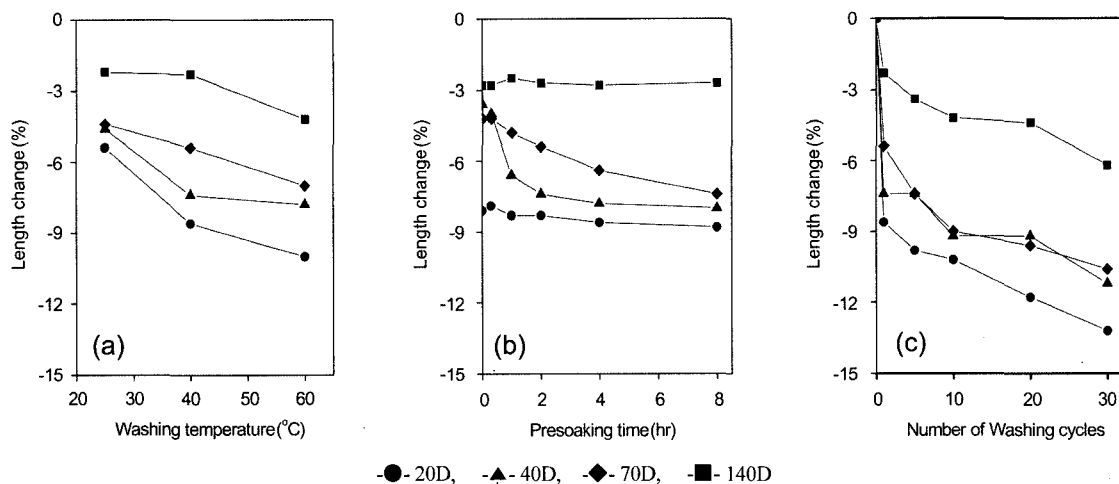 0
-3
-6
-9
-12
-15
Length change (%)
(a)
20 30 40 50 60
Washing temperature (°C)
0
-3
-6
-9
-12
-15
Length change (%)
(b)
0 2 4 6 8
Presoaking time (hr)
0
-3
-6
-9
-12
-15
Length change (%)
(c)
0 10 20 30
Number of Washing cycles
-●- 20D, -▲- 40D, -◆- 70D, -■- 140D